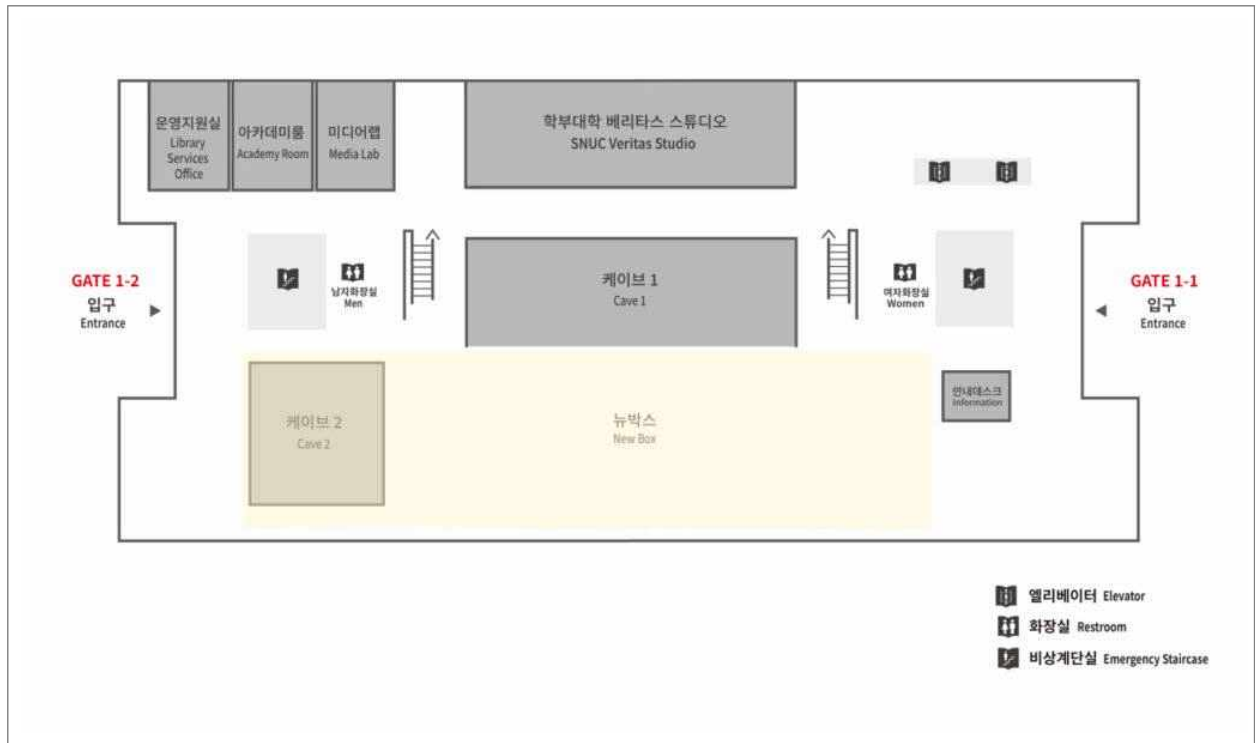 운영지원실
Library
Services
Office
아카데미룸
Academy Room
미디어랩
Media Lab
학부대학 베리타스 스튜디오
SNUC Veritas Studio
GATE 1-2
입구
Entrance
남자화장실
Men
케이브 1
Cave 1
여자화장실
Women
GATE 1-1
입구
Entrance
케이브 2
Cave 2
뉴박스
New Box
안내데스크
Information
엘리베이터 Elevator
화장실 Restroom
비상계단실 Emergency Staircase